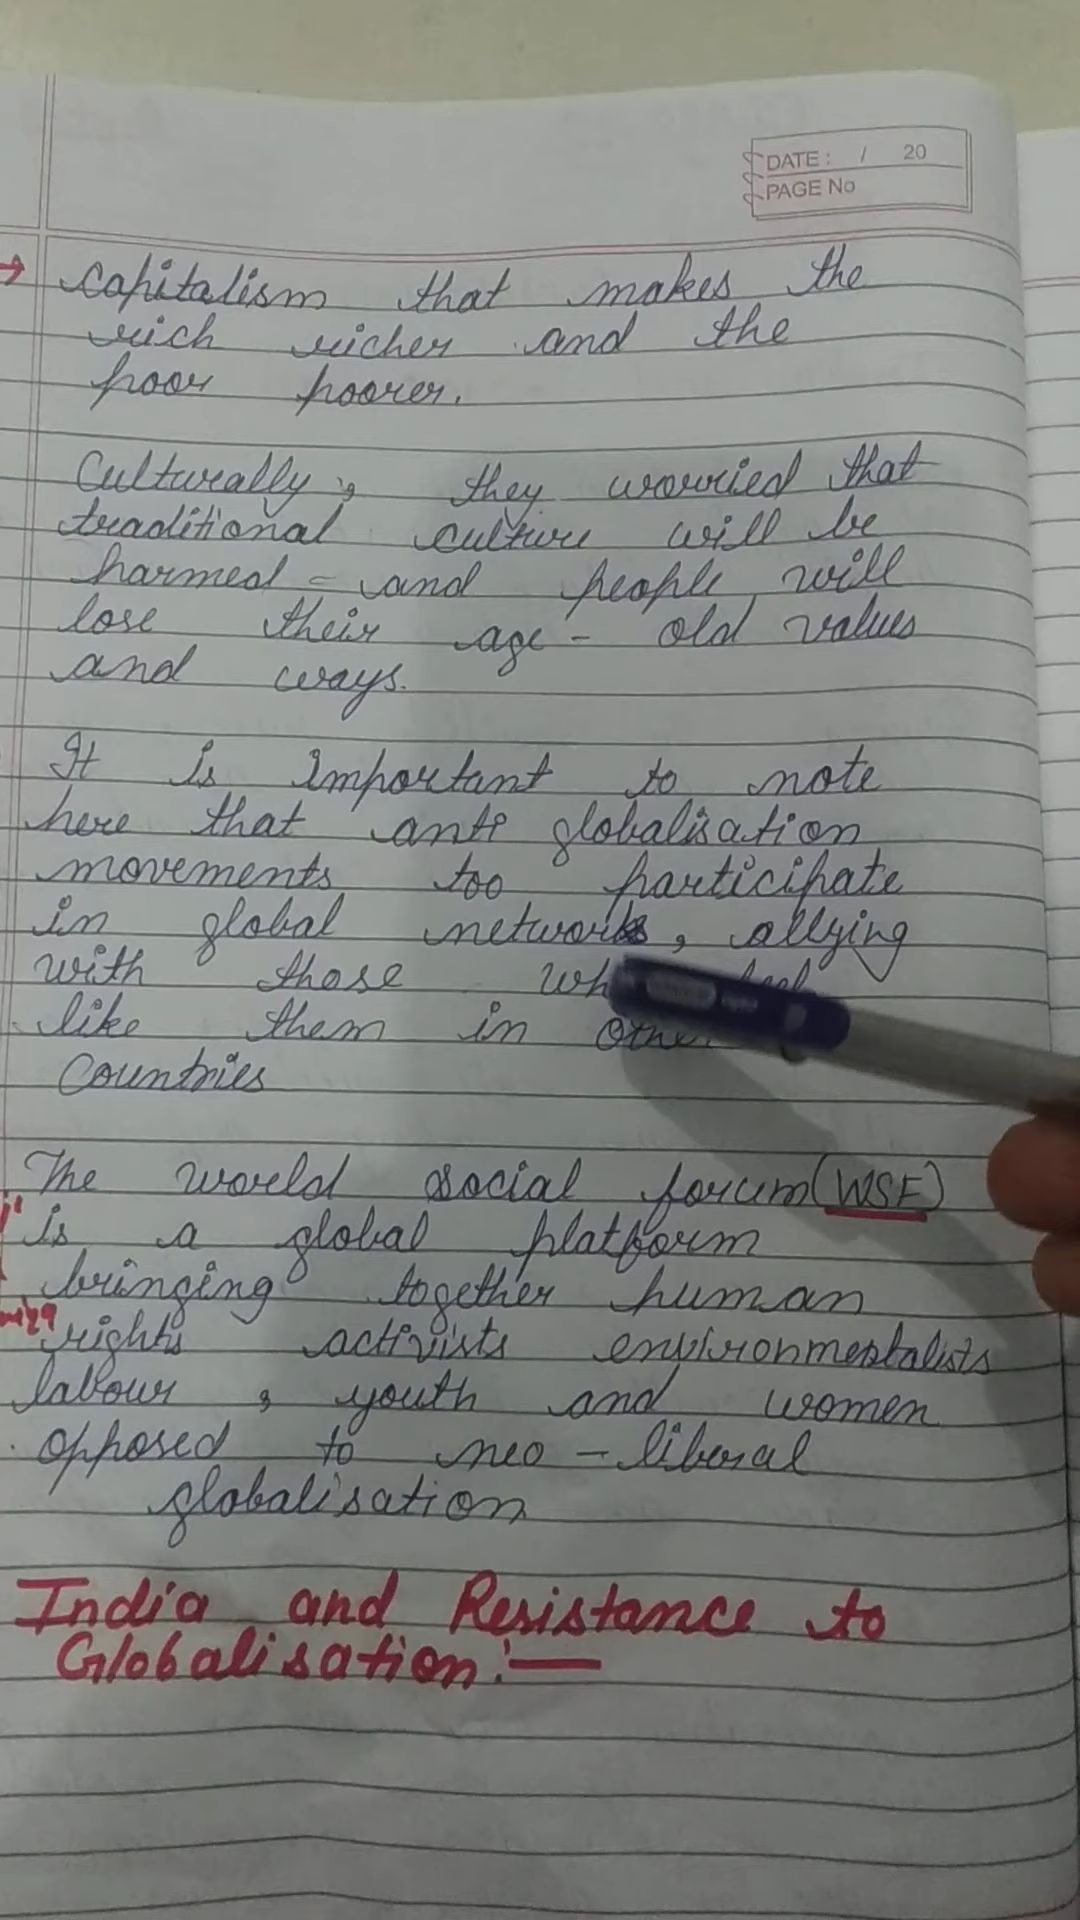 DATE: / 20
PAGE No
→ capitalism that makes the
rich richer and the
poor poorer.
Culturally, they worried that
traditional culture will be
harmed - and people will
lose their age - old values
and ways.
It is important to note
here that anti globalisation
movements too participate
in global networks, allying
with those
like them in
Countries
The world social forum (WSF)
is a global platform
bringing together human
rights activists environmentalists
labour, youth and women
opposed to neo - liberal
globalisation
India and Resistance to
Globalisation:—